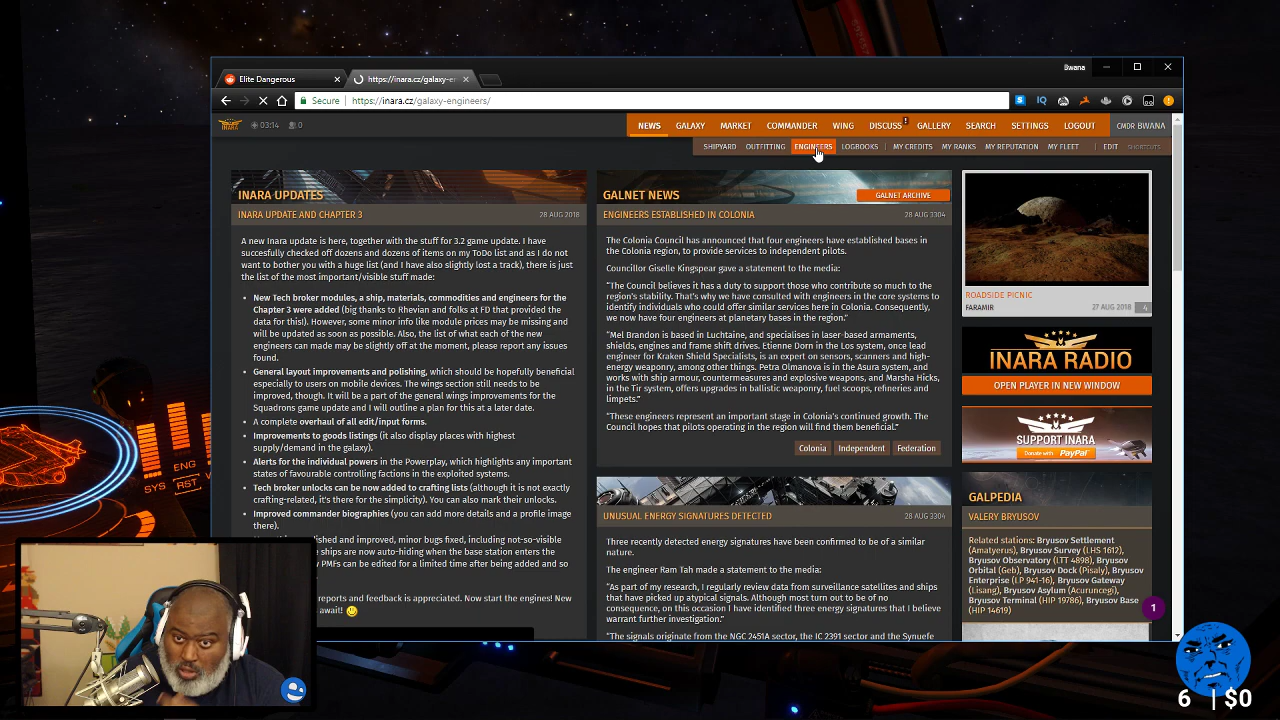 Bwana
Elite Dangerous
https://inara.cz/galaxy-er
Secure | https://inara.cz/galaxy-engineers/
INARA
03:14
0
NEWS GALAXY MARKET COMMANDER WING DISCUSS GALLERY SEARCH SETTINGS LOGOUT CMDR BWANA
SHIPYARD OUTFITTING ENGINEERS LOGBOOKS MY CREDITS MY RANKS MY REPUTATION MY FLEET EDIT SHORTCUTS
INARA UPDATES
INARA UPDATE AND CHAPTER 3 28 AUG 2018
A new Inara update is here, together with the stuff for 3.2 game update. I have
succesfully checked off dozens and dozens of items on my ToDo list and as I do not
want to bother you with a huge list (and I have also slightly lost a track), there is just
the list of the most important/visible stuff made:
• New Tech broker modules, a ship, materials, commodities and engineers for the
Chapter 3 were added (big thanks to Rhevian and folks at FD that provided the
data for this!). However, some minor info like module prices may be missing and
will be updated as soon as possible. Also, the list of what each of the new
engineers can made may be slightly off at the moment, please report any issues
found.
• General layout improvements and polishing, which should be hopefully beneficial
especially to users on mobile devices. The wings section still needs to be
improved, though. It will be a part of the general wings improvements for the
Squadrons game update and I will outline a plan for this at a later date.
• A complete overhaul of all edit/input forms.
• Improvements to goods listings (it also display places with highest
supply/demand in the galaxy).
• Alerts for the individual powers in the Powerplay, which highlights any important
states of favourable controlling factions in the exploited systems.
• Tech broker unlocks can be now added to crafting lists (although it is not exactly
crafting-related, it's there for the simplicity). You can also mark their unlocks.
• Improved commander biographies (you can add more details and a profile image
there).
ished and improved, minor bugs fixed, including not-so-visible
ships are now auto-hiding when the base station enters the
PMFs can be edited for a limited time after being added and so
reports and feedback is appreciated. Now start the engines! New
await!
GALNET NEWS
GALNET ARCHIVE
ENGINEERS ESTABLISHED IN COLONIA 28 AUG 3304
The Colonia Council has announced that four engineers have established bases in
the Colonia region, to provide services to independent pilots.
Councillor Giselle Kingspear gave a statement to the media:
"The Council believes it has a duty to support those who contribute so much to the
region's stability. That's why we have consulted with engineers in the core systems to
identify individuals who could offer similar services here in Colonia. Consequently,
we now have four engineers at planetary bases in the region."
"Mel Brandon is based in Luchtaine, and specialises in laser-based armaments,
shields, engines and frame shift drives. Etienne Dorn in the Los system, once lead
engineer for Kraken Shield Specialists, is an expert on sensors, scanners and high-
energy weaponry, among other things. Petra Olmanova is in the Asura system, and
works with ship armour, countermeasures and explosive weapons, and Marsha Hicks,
in the Tir system, offers upgrades in ballistic weaponry, fuel scoops, refineries and
limpets."
"These engineers represent an important stage in Colonia's continued growth. The
Council hopes that pilots operating in the region will find them beneficial."
Colonia Independent Federation
UNUSUAL ENERGY SIGNATURES DETECTED 28 AUG 3304
Three recently detected energy signatures have been confirmed to be of a similar
nature.
The engineer Ram Tah made a statement to the media:
"As part of my research, I regularly review data from surveillance satellites and ships
that have picked up atypical signals. Although most turn out to be of no
consequence, on this occasion I have identified three energy signatures that I believe
warrant further investigation."
"The signals originate from the NGC 2451A sector, the IC 2391 sector and the Synuefe
ROADSIDE PICNIC
FARAMIR 27 AUG 2018 4
INARA RADIO
OPEN PLAYER IN NEW WINDOW
SUPPORT INARA
Donate with PayPal
GALPEDIA
VALERY BRYUSOV
Related stations: Bryusov Settlement
(Amatyerus), Bryusov Survey (LHS 1612),
Bryusov Observatory (LTT 4898), Bryusov
Orbital (Geb), Bryusov Dock (Pisaly), Bryusov
Enterprise (LP 941-16), Bryusov Gateway
(Lisang), Bryusov Asylum (Acurungi),
Bryusov Terminal (HIP 19786), Bryusov Base
(HIP 14619)
1
ENG
SYS
RST
6 | $0